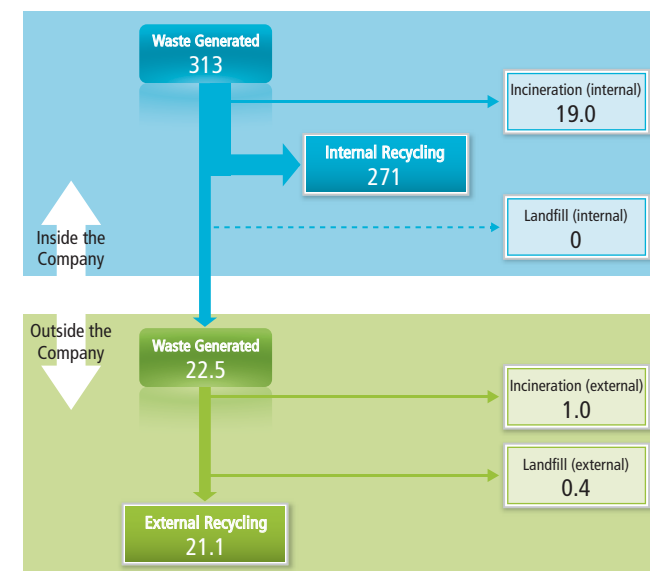 Waste Generated
313
Incineration (internal)
19.0
Internal Recycling
271
Landfill (internal)
0
Inside the
Company
Outside the
Company
Waste Generated
22.5
Incineration (external)
1.0
Landfill (external)
0.4
External Recycling
21.1